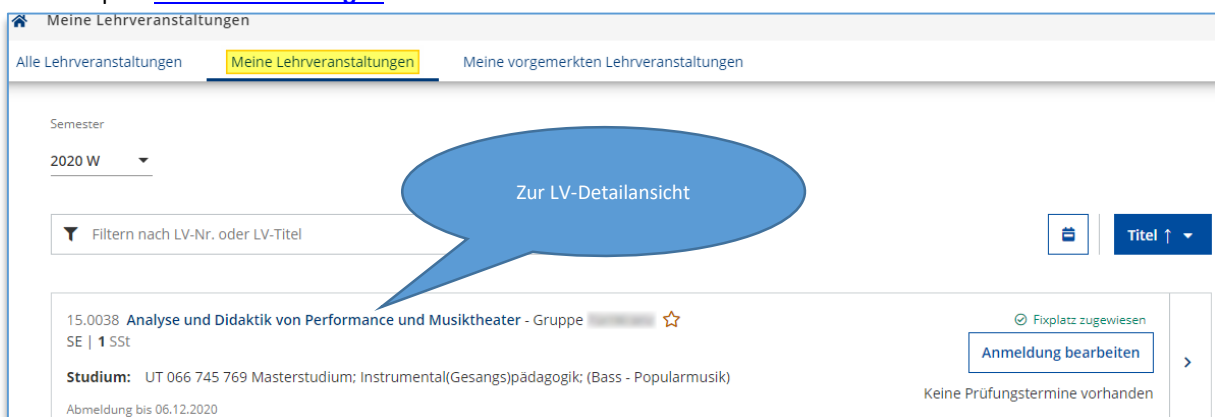 Meine Lehrveranstaltungen
Alle Lehrveranstaltungen Meine Lehrveranstaltungen Meine vorgemerkten Lehrveranstaltungen
Semester
2020 W
Zur LV-Detailansicht
Filtern nach LV-Nr. oder LV-Titel
Titel ↑
15.0038 Analyse und Didaktik von Performance und Musiktheater - Gruppe
Fixplatz zugewiesen
SE | 1 SSt
Anmeldung bearbeiten
Studium: UT 066 745 769 Masterstudium; Instrumental(Gesangs)pädagogik; (Bass - Popularmusik)
Keine Prüfungstermine vorhanden
Abmeldung bis 06.12.2020